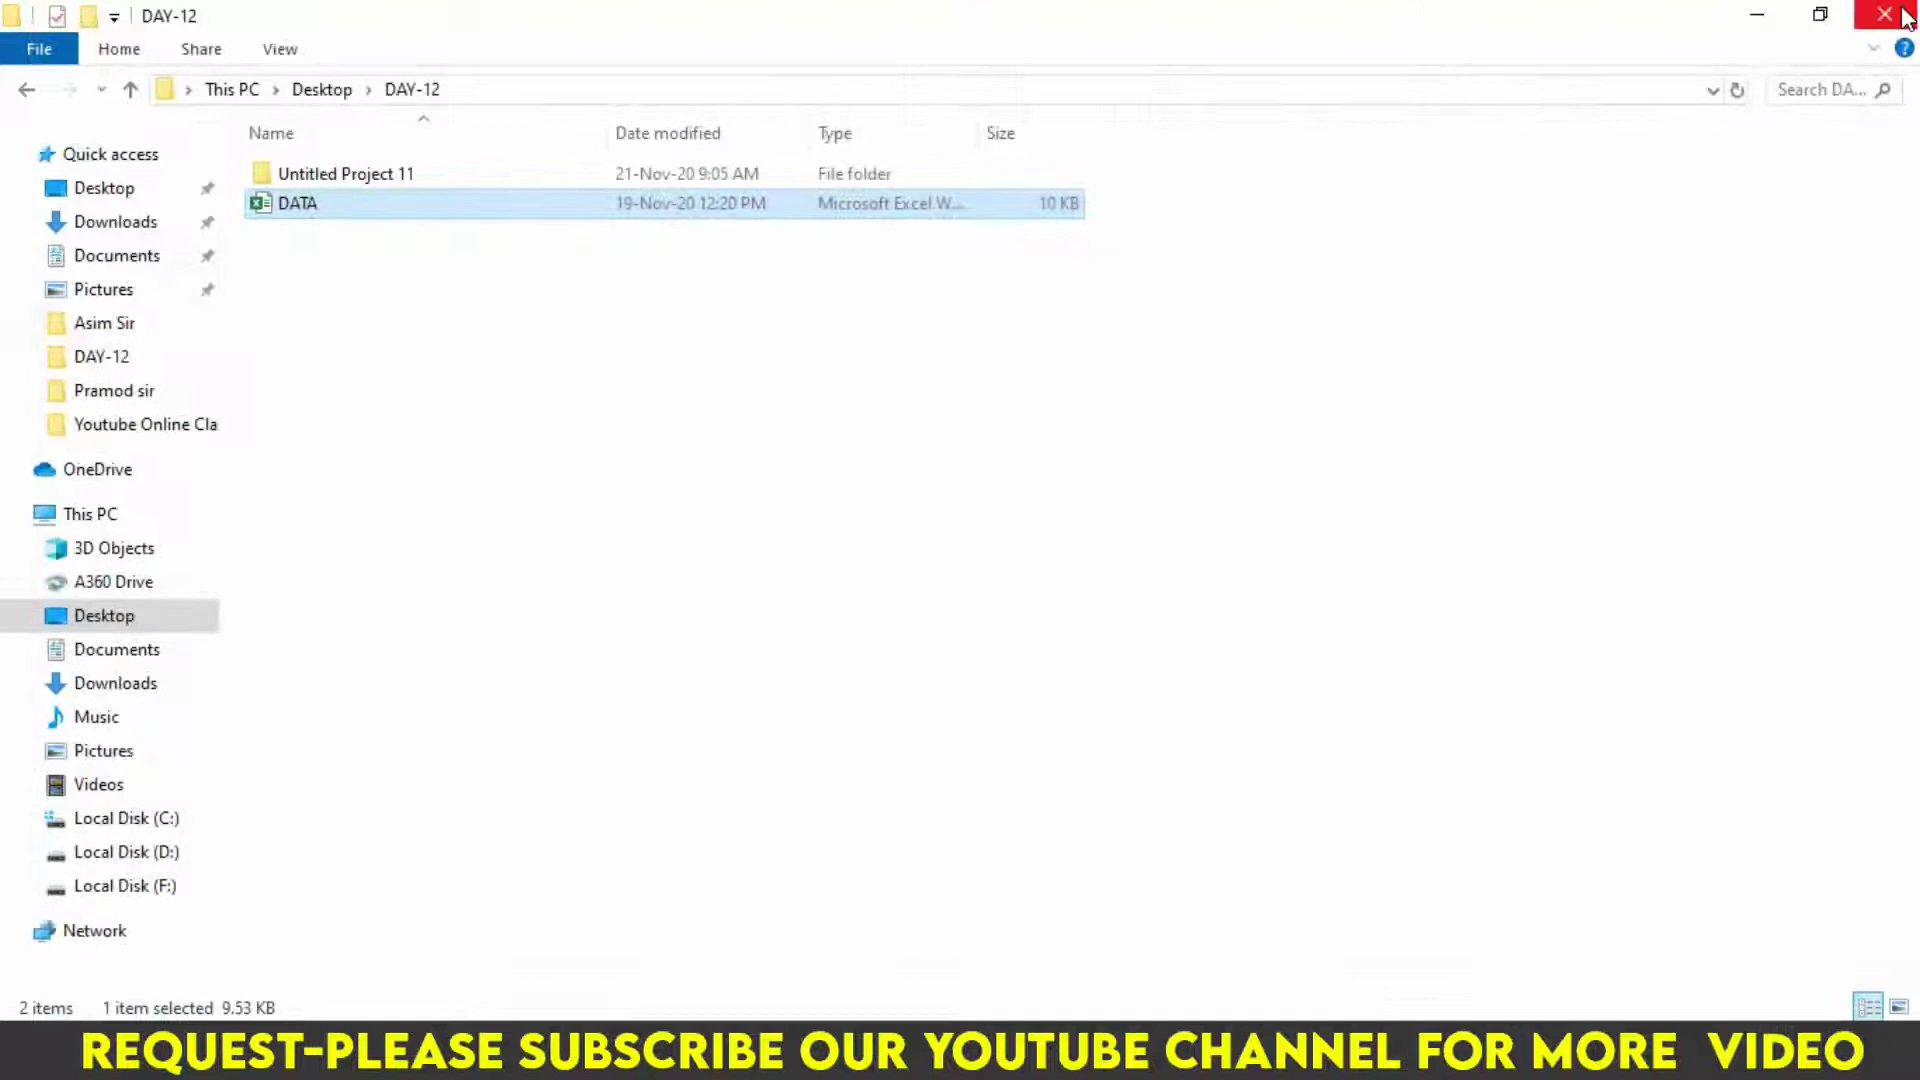 DAY-12
File Home Share View
This PC Desktop DAY-12
Search DA...
Name Date modified Type Size
Quick access
Desktop
Downloads
Documents
Pictures
Asim Sir
DAY-12
Pramod sir
Youtube Online Cla
OneDrive
This PC
3D Objects
A360 Drive
Desktop
Documents
Downloads
Music
Pictures
Videos
Local Disk (C:)
Local Disk (D:)
Local Disk (F:)
Network
Untitled Project 11 21-Nov-20 9:05 AM File folder
DATA 19-Nov-20 12:20 PM Microsoft Excel W... 10 KB
2 items 1 item selected 9.53 KB
REQUEST-PLEASE SUBSCRIBE OUR YOUTUBE CHANNEL FOR MORE VIDEO